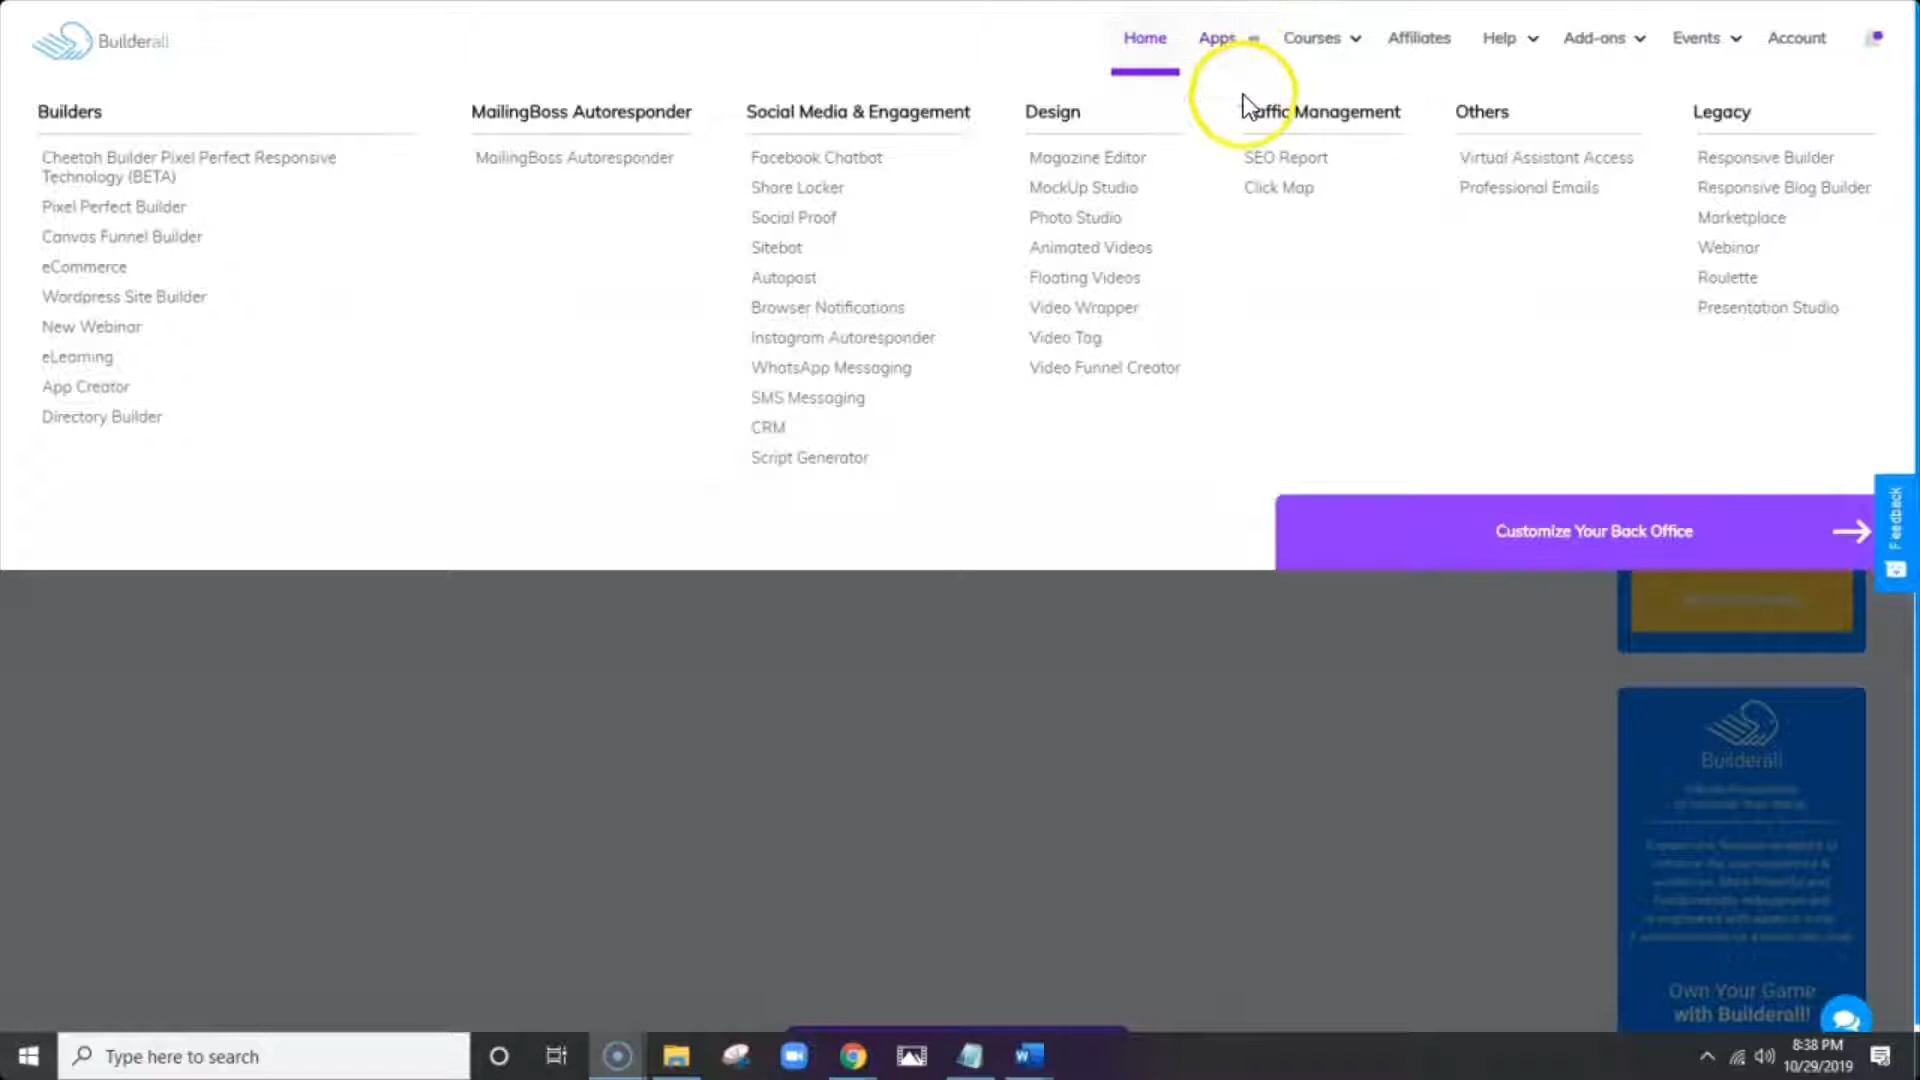 Builderall
Home Apps Courses Affiliates Help Add-ons Events Account
Builders
Cheetah Builder Pixel Perfect Responsive
Technology (BETA)
Pixel Perfect Builder
Canvas Funnel Builder
eCommerce
Wordpress Site Builder
New Webinar
eLearning
App Creator
Directory Builder
MailingBoss Autoresponder
MailingBoss Autoresponder
Social Media & Engagement
Facebook Chatbot
Share Locker
Social Proof
Sitebot
Autopost
Browser Notifications
Instagram Autoresponder
WhatsApp Messaging
SMS Messaging
CRM
Script Generator
Design
Magazine Editor
MockUp Studio
Photo Studio
Animated Videos
Floating Videos
Video Wrapper
Video Tag
Video Funnel Creator
Traffic Management
SEO Report
Click Map
Others
Virtual Assistant Access
Professional Emails
Legacy
Responsive Builder
Responsive Blog Builder
Marketplace
Webinar
Roulette
Presentation Studio
Customize Your Back Office
Feedback
Builderall
Own Your Game
with Builderall!
Type here to search
8:38 PM
10/29/2019